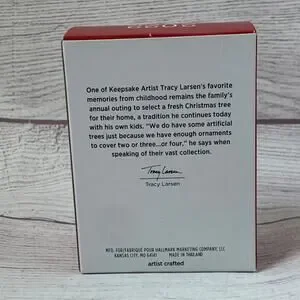 One of Keepsake Artist Tracy Larsen's favorite
memories from childhood remains the family's
annual outing to select a fresh Christmas tree
for their home, a tradition he continues today
with his own kids. "We do have some artificial
trees just because we have enough ornaments
to cover two or three...or four," he says when
speaking of their vast collection.
Tracy Larsen
Tracy Larsen
MFG. FOR/FABRIQUÉ POUR HALLMARK MARKETING COMPANY, LLC
KANSAS CITY, MO 64141 MADE IN THAILAND
artist crafted